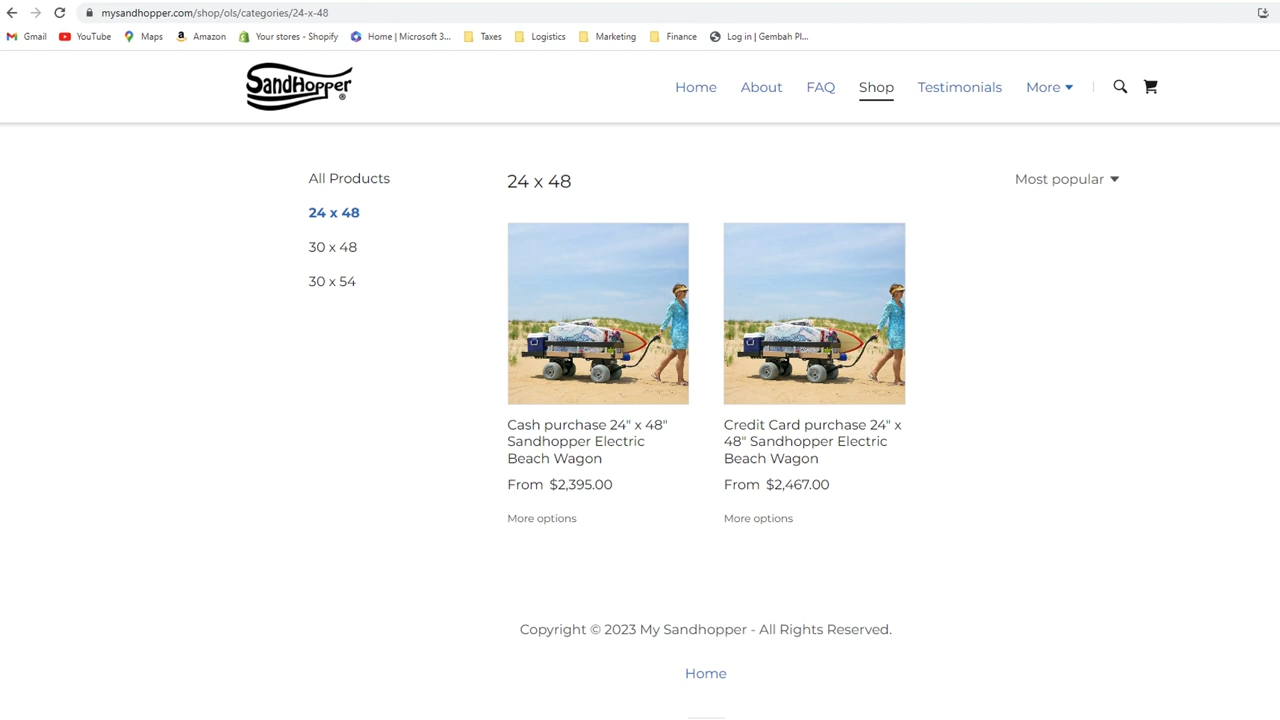 mysandhopper.com/shop/ols/categories/24-x-48
Gmail YouTube Maps Amazon Your stores - Shopify Home | Microsoft 3... Taxes Logistics Marketing Finance Log in | Gembah Pl...
SandHopper ®
Home About FAQ Shop Testimonials More
All Products
24 x 48
30 x 48
30 x 54
24 x 48
Most popular
Cash purchase 24" x 48"
Sandhopper Electric
Beach Wagon
From $2,395.00
More options
Credit Card purchase 24" x
48" Sandhopper Electric
Beach Wagon
From $2,467.00
More options
Copyright © 2023 My Sandhopper - All Rights Reserved.
Home